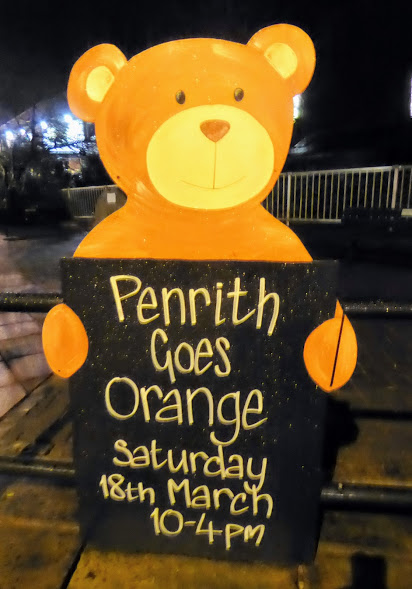 Penrith
Goes
Orange
Saturday
18th March
10-4pm